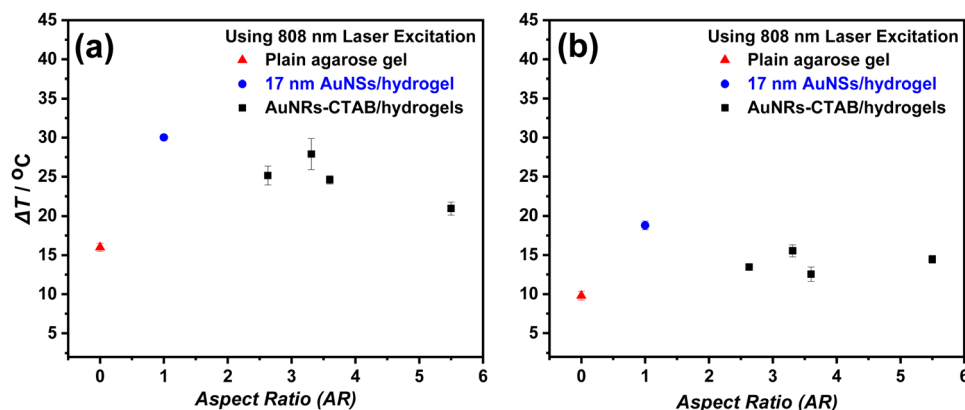 (a)
Using 808 nm Laser Excitation
Plain agarose gel
17 nm AuNSs/hydrogel
AuNRs-CTAB/hydrogels
ΔT / °C
45
40
35
30
25
20
15
10
5
0 1 2 3 4 5 6
Aspect Ratio (AR)
(b)
Using 808 nm Laser Excitation
Plain agarose gel
17 nm AuNSs/hydrogel
AuNRs-CTAB/hydrogels
45
40
35
30
25
20
15
10
5
0 1 2 3 4 5 6
Aspect Ratio (AR)